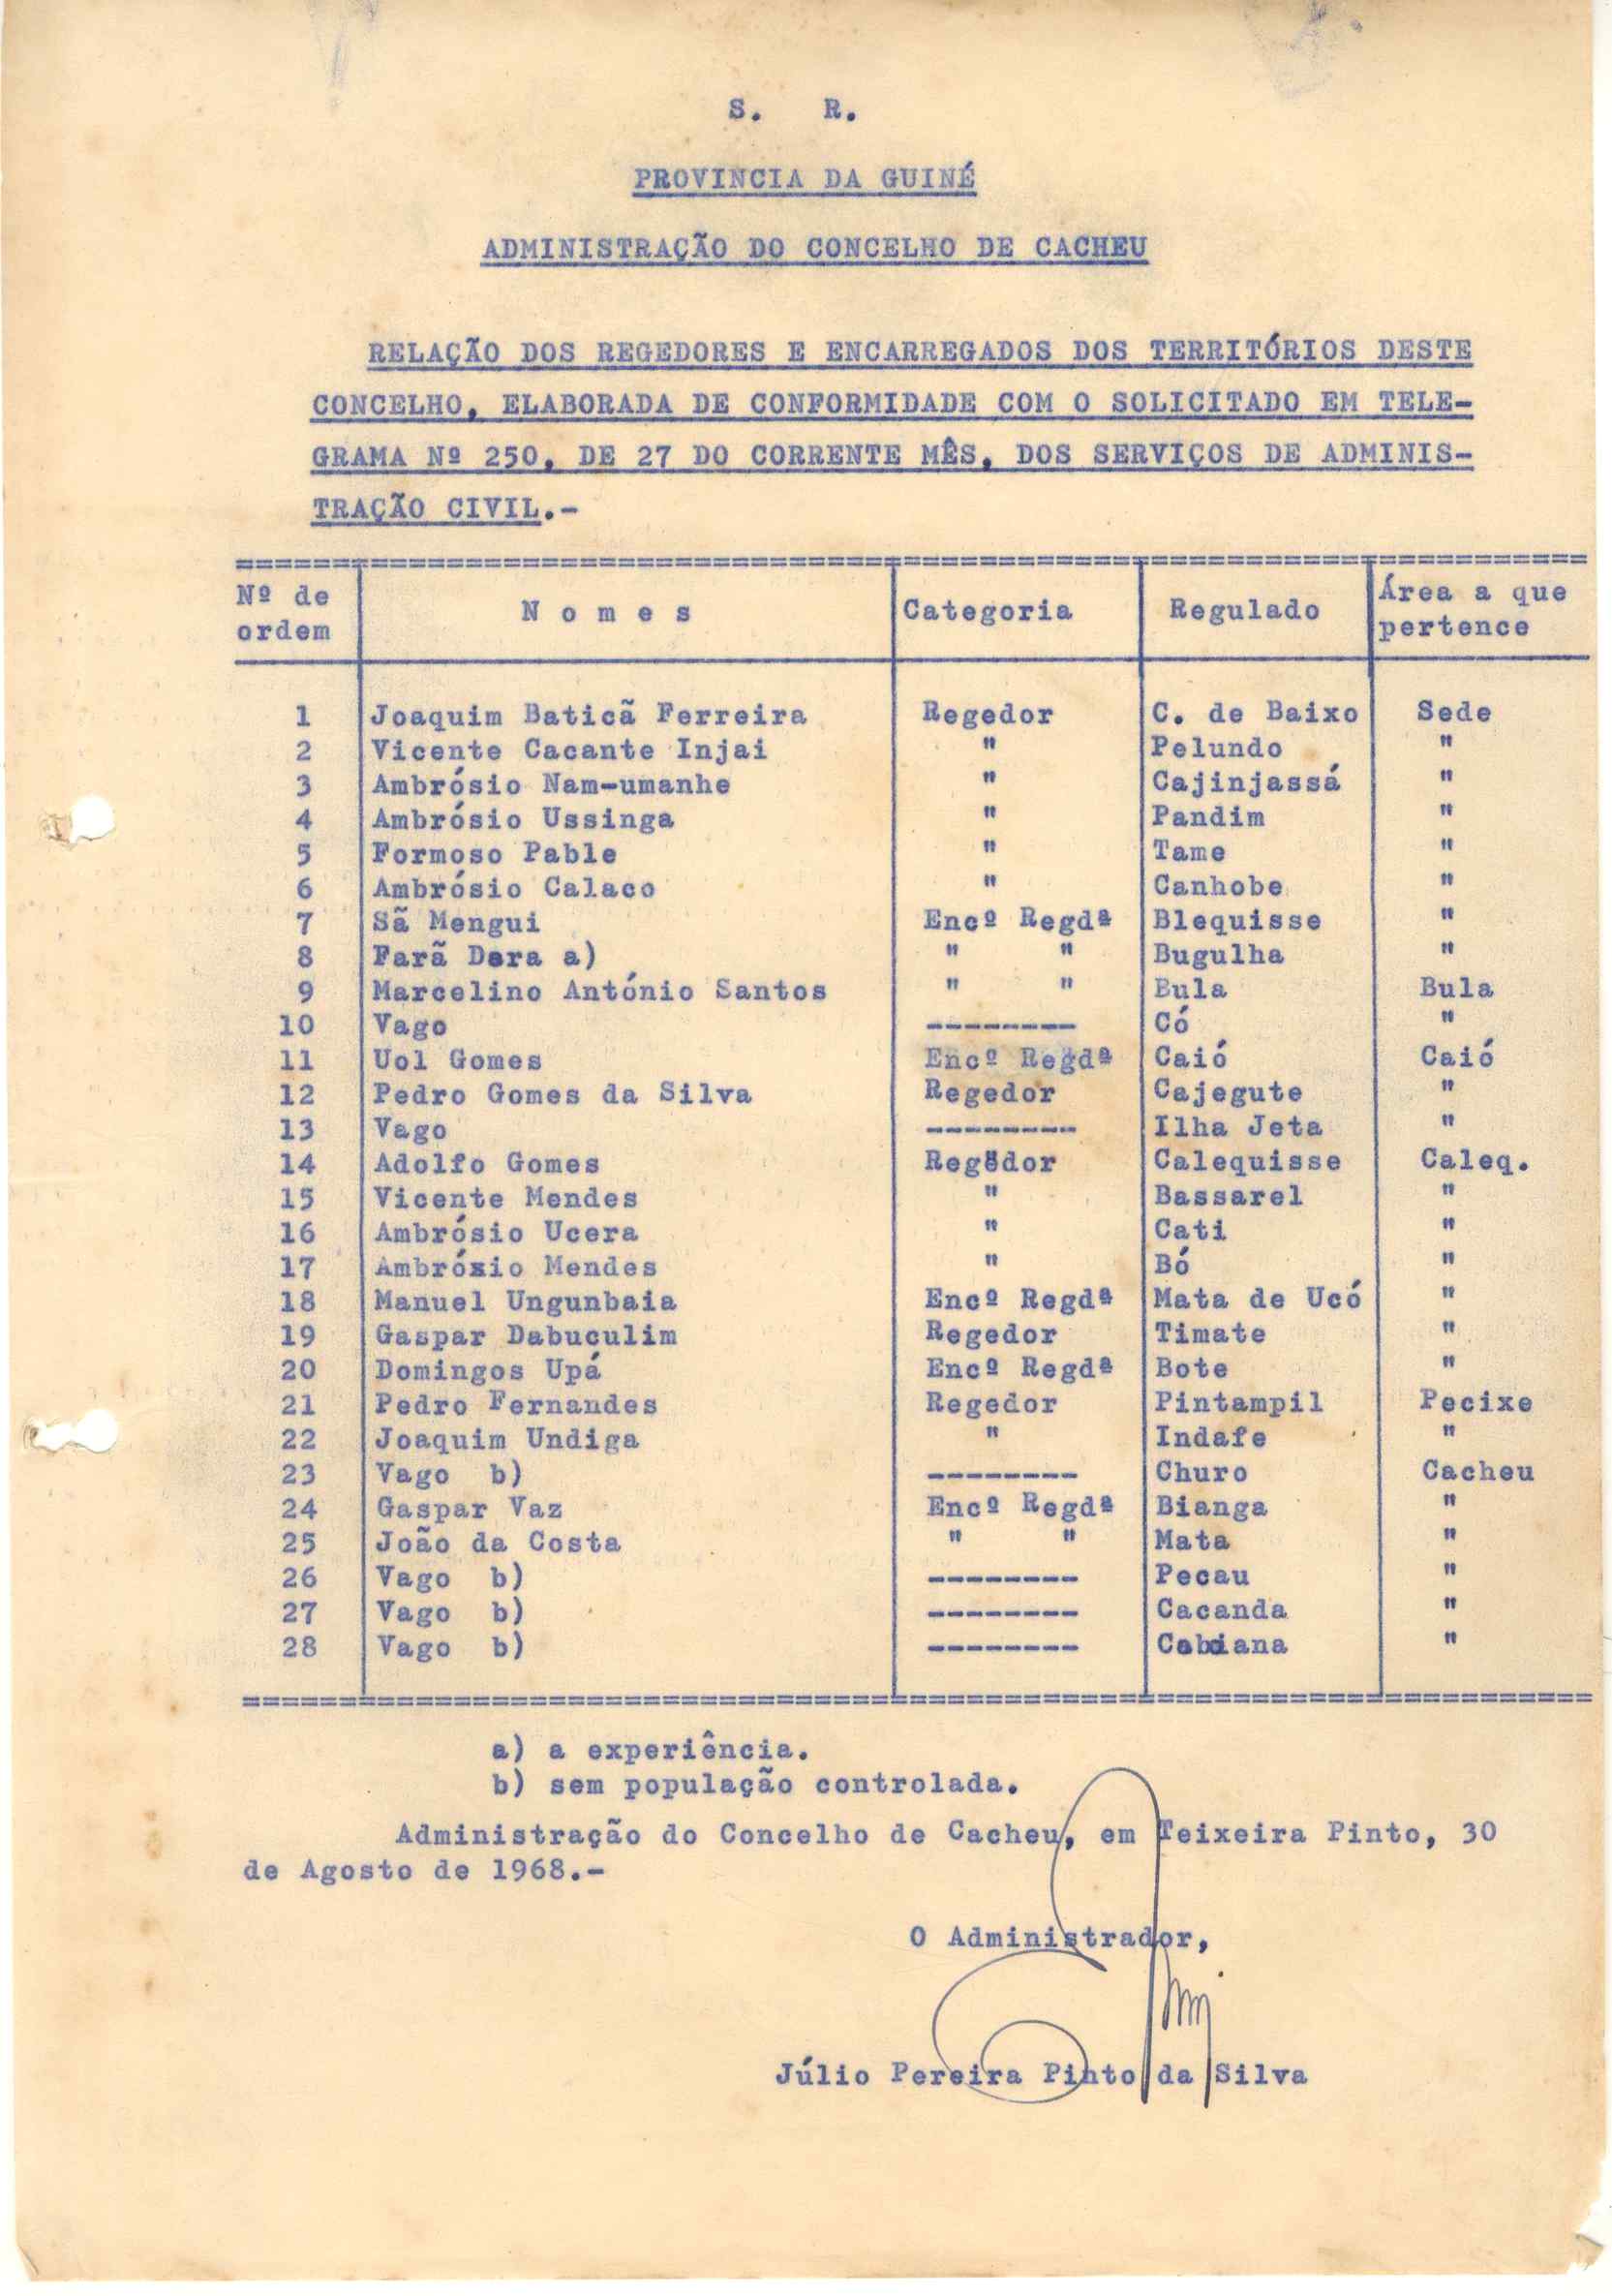 S. R.
PROVINCIA DA GUINÉ
ADMINISTRAÇÃO DO CONCELHO DE CACHEU
RELAÇÃO DOS REGEDORES E ENCARREGADOS DOS TERRITÓRIOS DESTE
CONCELHO, ELABORADA DE CONFORMIDADE COM O SOLICITADO EM TELE-
GRAMA Nº 250, DE 27 DO CORRENTE MÊS, DOS SERVIÇOS DE ADMINIS-
TRAÇÃO CIVIL.-
Nº de ordem | N o m e s | Categoria | Regulado | Área a que pertence
1 Joaquim Baticã Ferreira Regedor C. de Baixo Sede
2 Vicente Cacante Injai " Pelundo "
3 Ambrósio Nam-umanhe " Cajinjassá "
4 Ambrósio Ussinga " Pandim "
5 Formoso Pable " Tame "
6 Ambrósio Calaco " Canhobe "
7 Sã Mengui Encº Regdª Blequisse "
8 Farã Dara a) " " Bugulha "
9 Marcelino António Santos " " Bula Bula
10 Vago -------- Có "
11 Uol Gomes Encº Regdª Caió Caió
12 Pedro Gomes da Silva Regedor Cajegute "
13 Vago -------- Ilha Jeta "
14 Adolfo Gomes Regedor Calequisse Caleq.
15 Vicente Mendes " Bassarel "
16 Ambrósio Ucera " Cati "
17 Ambrósio Mendes " Bó "
18 Manuel Ungunbaia Encº Regdª Mata de Ucó "
19 Gaspar Dabuculim Regedor Timate "
20 Domingos Upá Encº Regdª Bote "
21 Pedro Fernandes Regedor Pintampil Pecixe
22 Joaquim Undiga " Indafe "
23 Vago b) -------- Churo Cacheu
24 Gaspar Vaz Encº Regdª Bianga "
25 João da Costa " " Mata "
26 Vago b) -------- Pecau "
27 Vago b) -------- Cacanda "
28 Vago b) -------- Cobiana "
a) a experiência.
b) sem população controlada.
Administração do Concelho de Cacheu, em Teixeira Pinto, 30
de Agosto de 1968.-
O Administrador,
Júlio Pereira Pinto da Silva